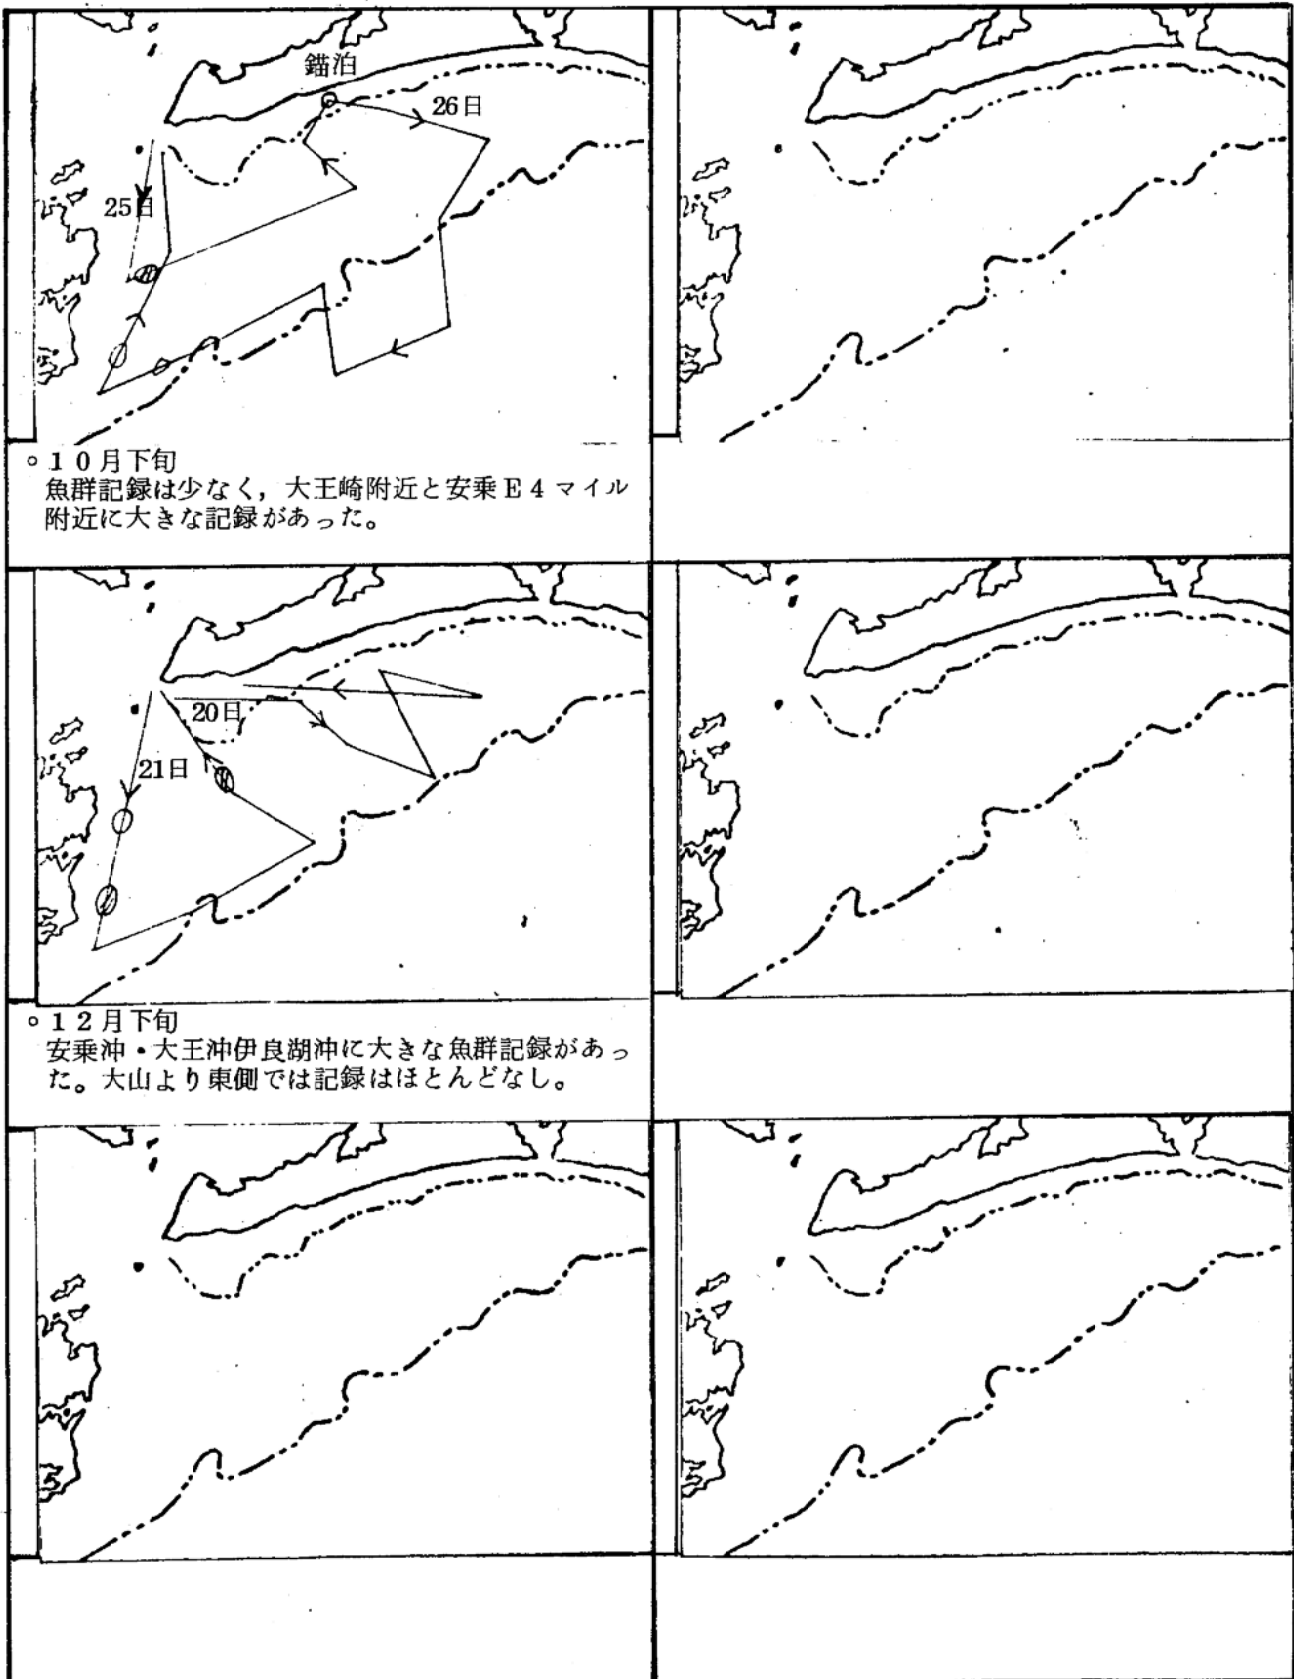 錨泊
26日
25日
○10月下旬
魚群記録は少なく，大王崎附近と安乗E4マイル
附近に大きな記録があった。
20日
21日
○12月下旬
安乗沖・大王沖伊良湖沖に大きな魚群記録があっ
た。大山より東側では記録はほとんどなし。